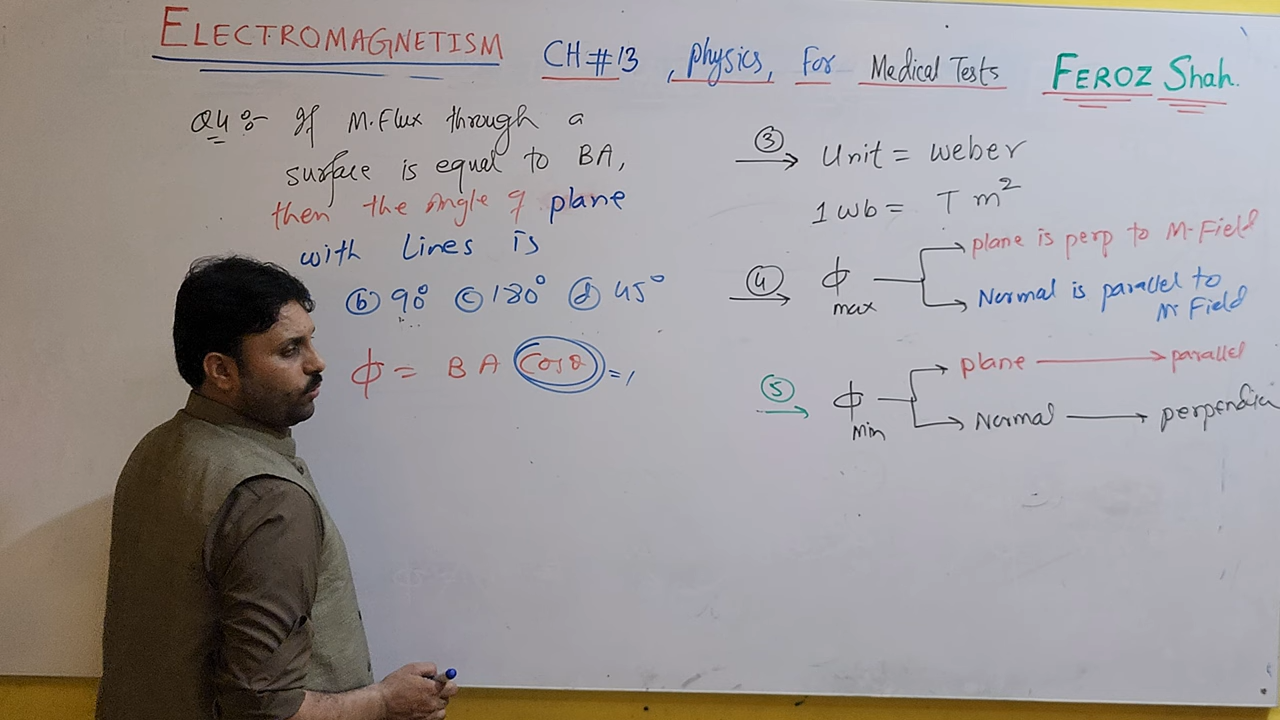 ELECTROMAGNETISM CH#13, physics, For Medical Tests FEROZ Shah.
Q4:- If M.Flux through a
surface is equal to BA,
then the Angle of plane
with Lines is
(b) 90° (c) 180° (d) 45°
ϕ = BA Cosθ = 1
③ → Unit = weber
1 wb = T m²
④ → ϕ max
plane is perp to M-Field
Normal is parallel to
M Field
⑤ → ϕ Min
plane → parallel
Normal → perpendici